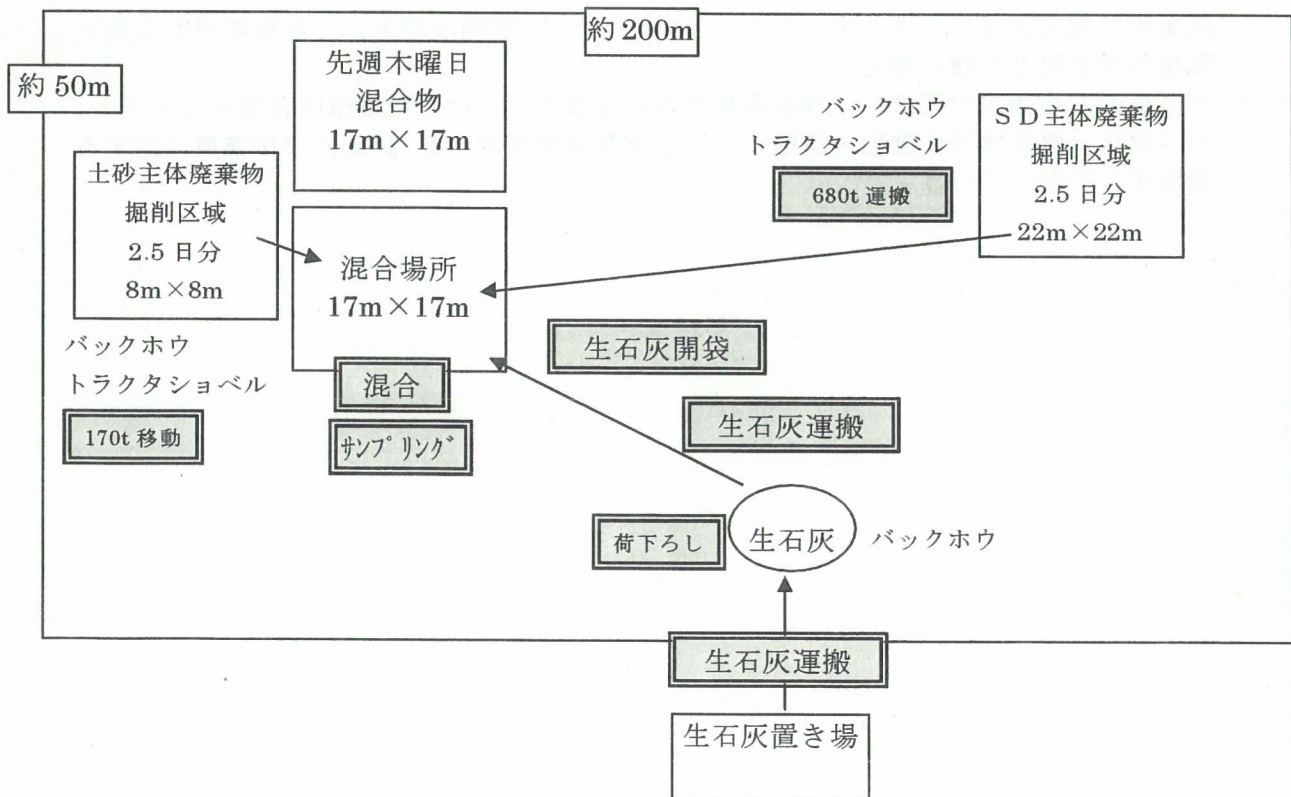 約 200m
約 50m
先週木曜日
混合物
17m×17m
バックホウ
トラクタショベル
680t 運搬
ＳＤ主体廃棄物
掘削区域
2.5 日分
22m×22m
土砂主体廃棄物
掘削区域
2.5 日分
8m×8m
混合場所
17m×17m
バックホウ
トラクタショベル
170t 移動
混合
サンプリング
生石灰開袋
生石灰運搬
荷下ろし
生石灰
バックホウ
生石灰運搬
生石灰置き場